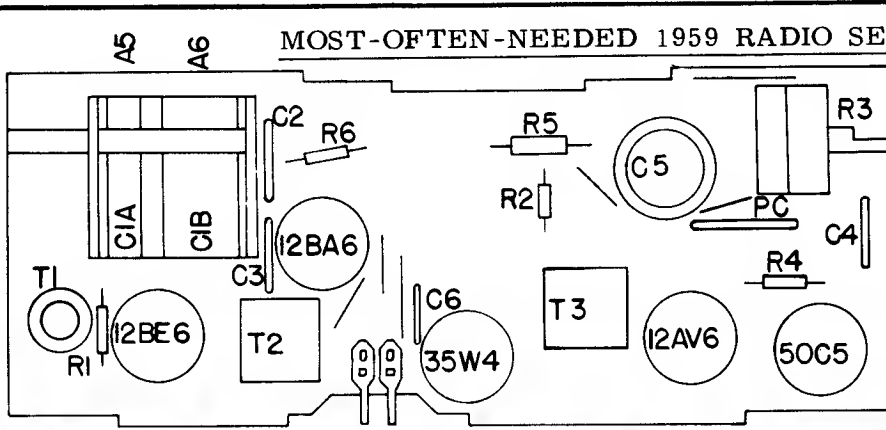 A5
A6
MOST-OFTEN-NEEDED 1959 RADIO SE
C2
R6
R5
R3
C5
R2
PC
C1A
C1B
12BA6
C4
C3
R4
T1
C6
T3
12BE6
T2
12AV6
50C5
R1
35W4